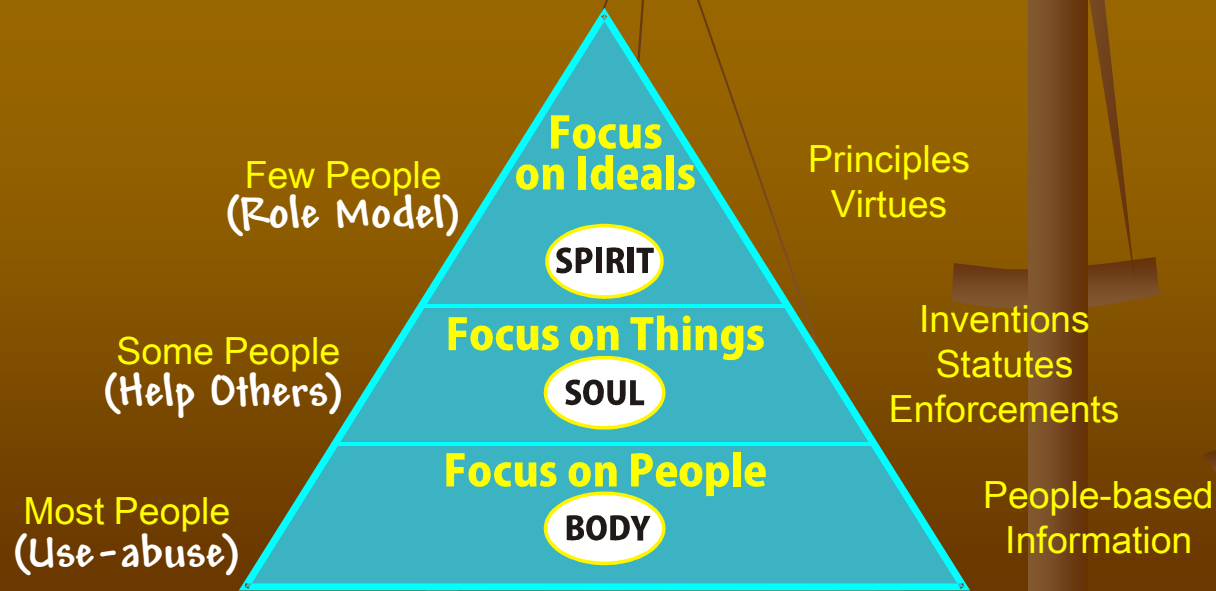 Focus
on Ideals
SPIRIT
Few People
(Role Model)
Principles
Virtues
Focus on Things
SOUL
Some People
(Help Others)
Inventions
Statutes
Enforcements
Focus on People
BODY
Most People
(Use-abuse)
People-based
Information